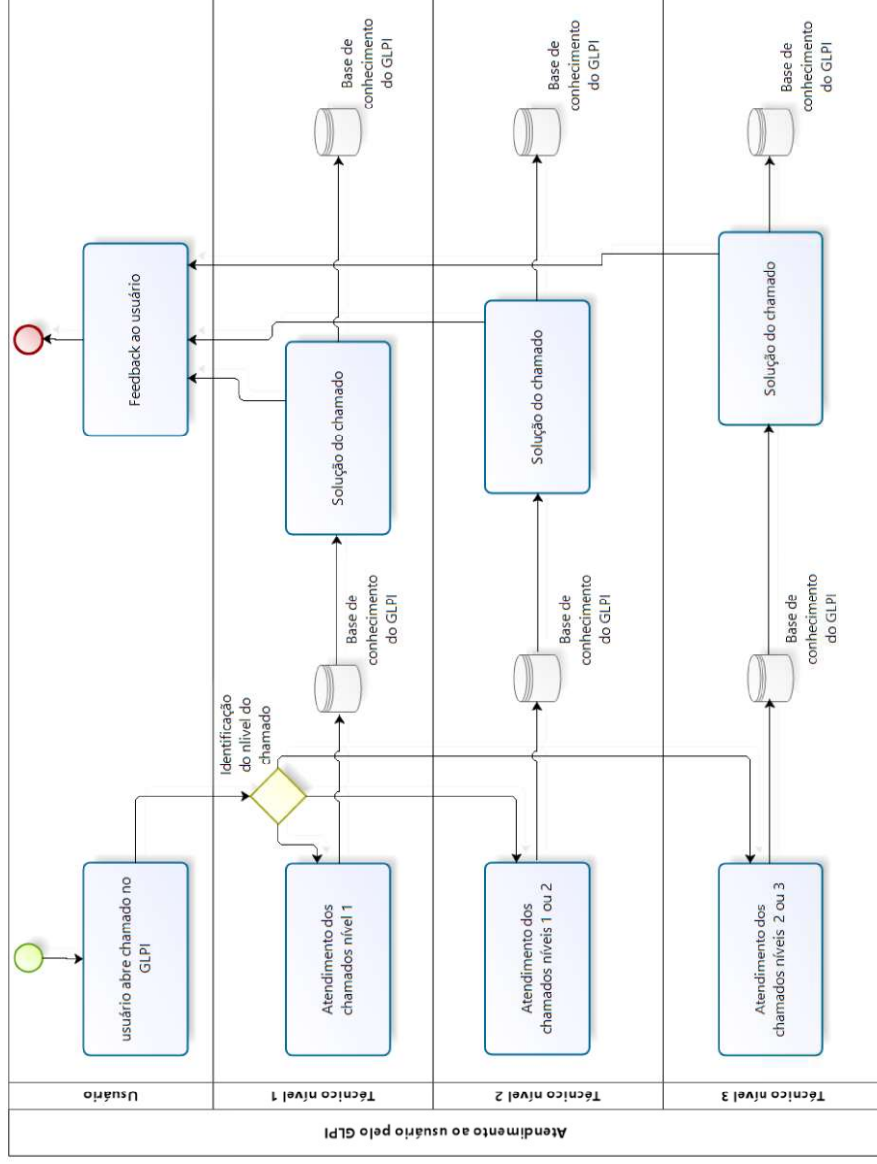 Atendimento ao usuário pelo GLPI
Usuário
usuário abre chamado no
GLPI
Feedback ao usuário
Técnico nível 1
Identificação
do nlivel do
chamado
Atendimento dos
chamados nível 1
Base de
conhecimento
do GLPI
Solução do chamado
Base de
conhecimento
do GLPI
Técnico nível 2
Atendimento dos
chamados níveis 1 ou 2
Base de
conhecimento
do GLPI
Solução do chamado
Base de
conhecimento
do GLPI
Técnico nível 3
Atendimento dos
chamados níveis 2 ou 3
Base de
conhecimento
do GLPI
Solução do chamado
Base de
conhecimento
do GLPI